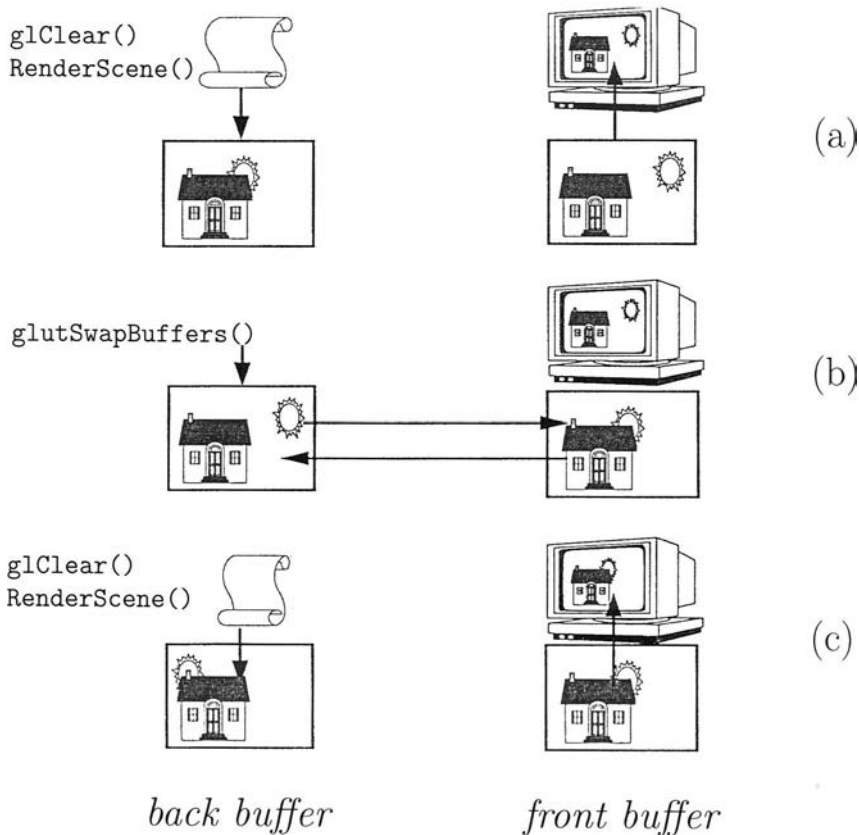 glClear()
RenderScene()
(a)
glutSwapBuffers()
(b)
glClear()
RenderScene()
(c)
back buffer
front buffer